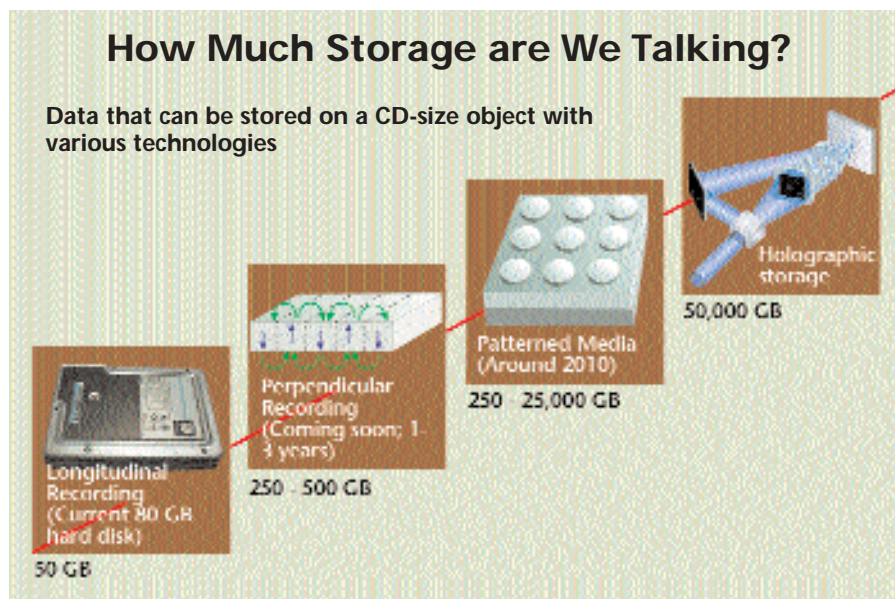 How Much Storage are We Talking?
Data that can be stored on a CD-size object with
various technologies
Holographic
storage
50,000 GB
Patterned Media
(Around 2010)
250 - 25,000 GB
Perpendicular
Recording
(Coming soon; 1-
3 years)
250 - 500 GB
Longitudinal
Recording
(Current 80 GB
hard disk)
50 GB